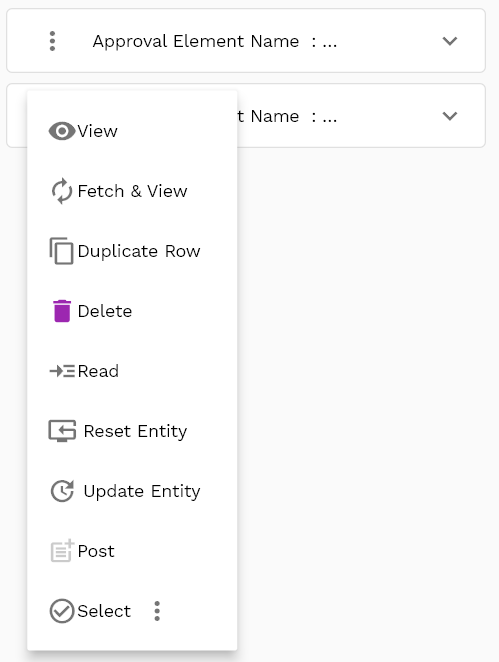 Approval Element Name : ...
t Name : ...
View
Fetch & View
Duplicate Row
Delete
Read
Reset Entity
Update Entity
Post
Select